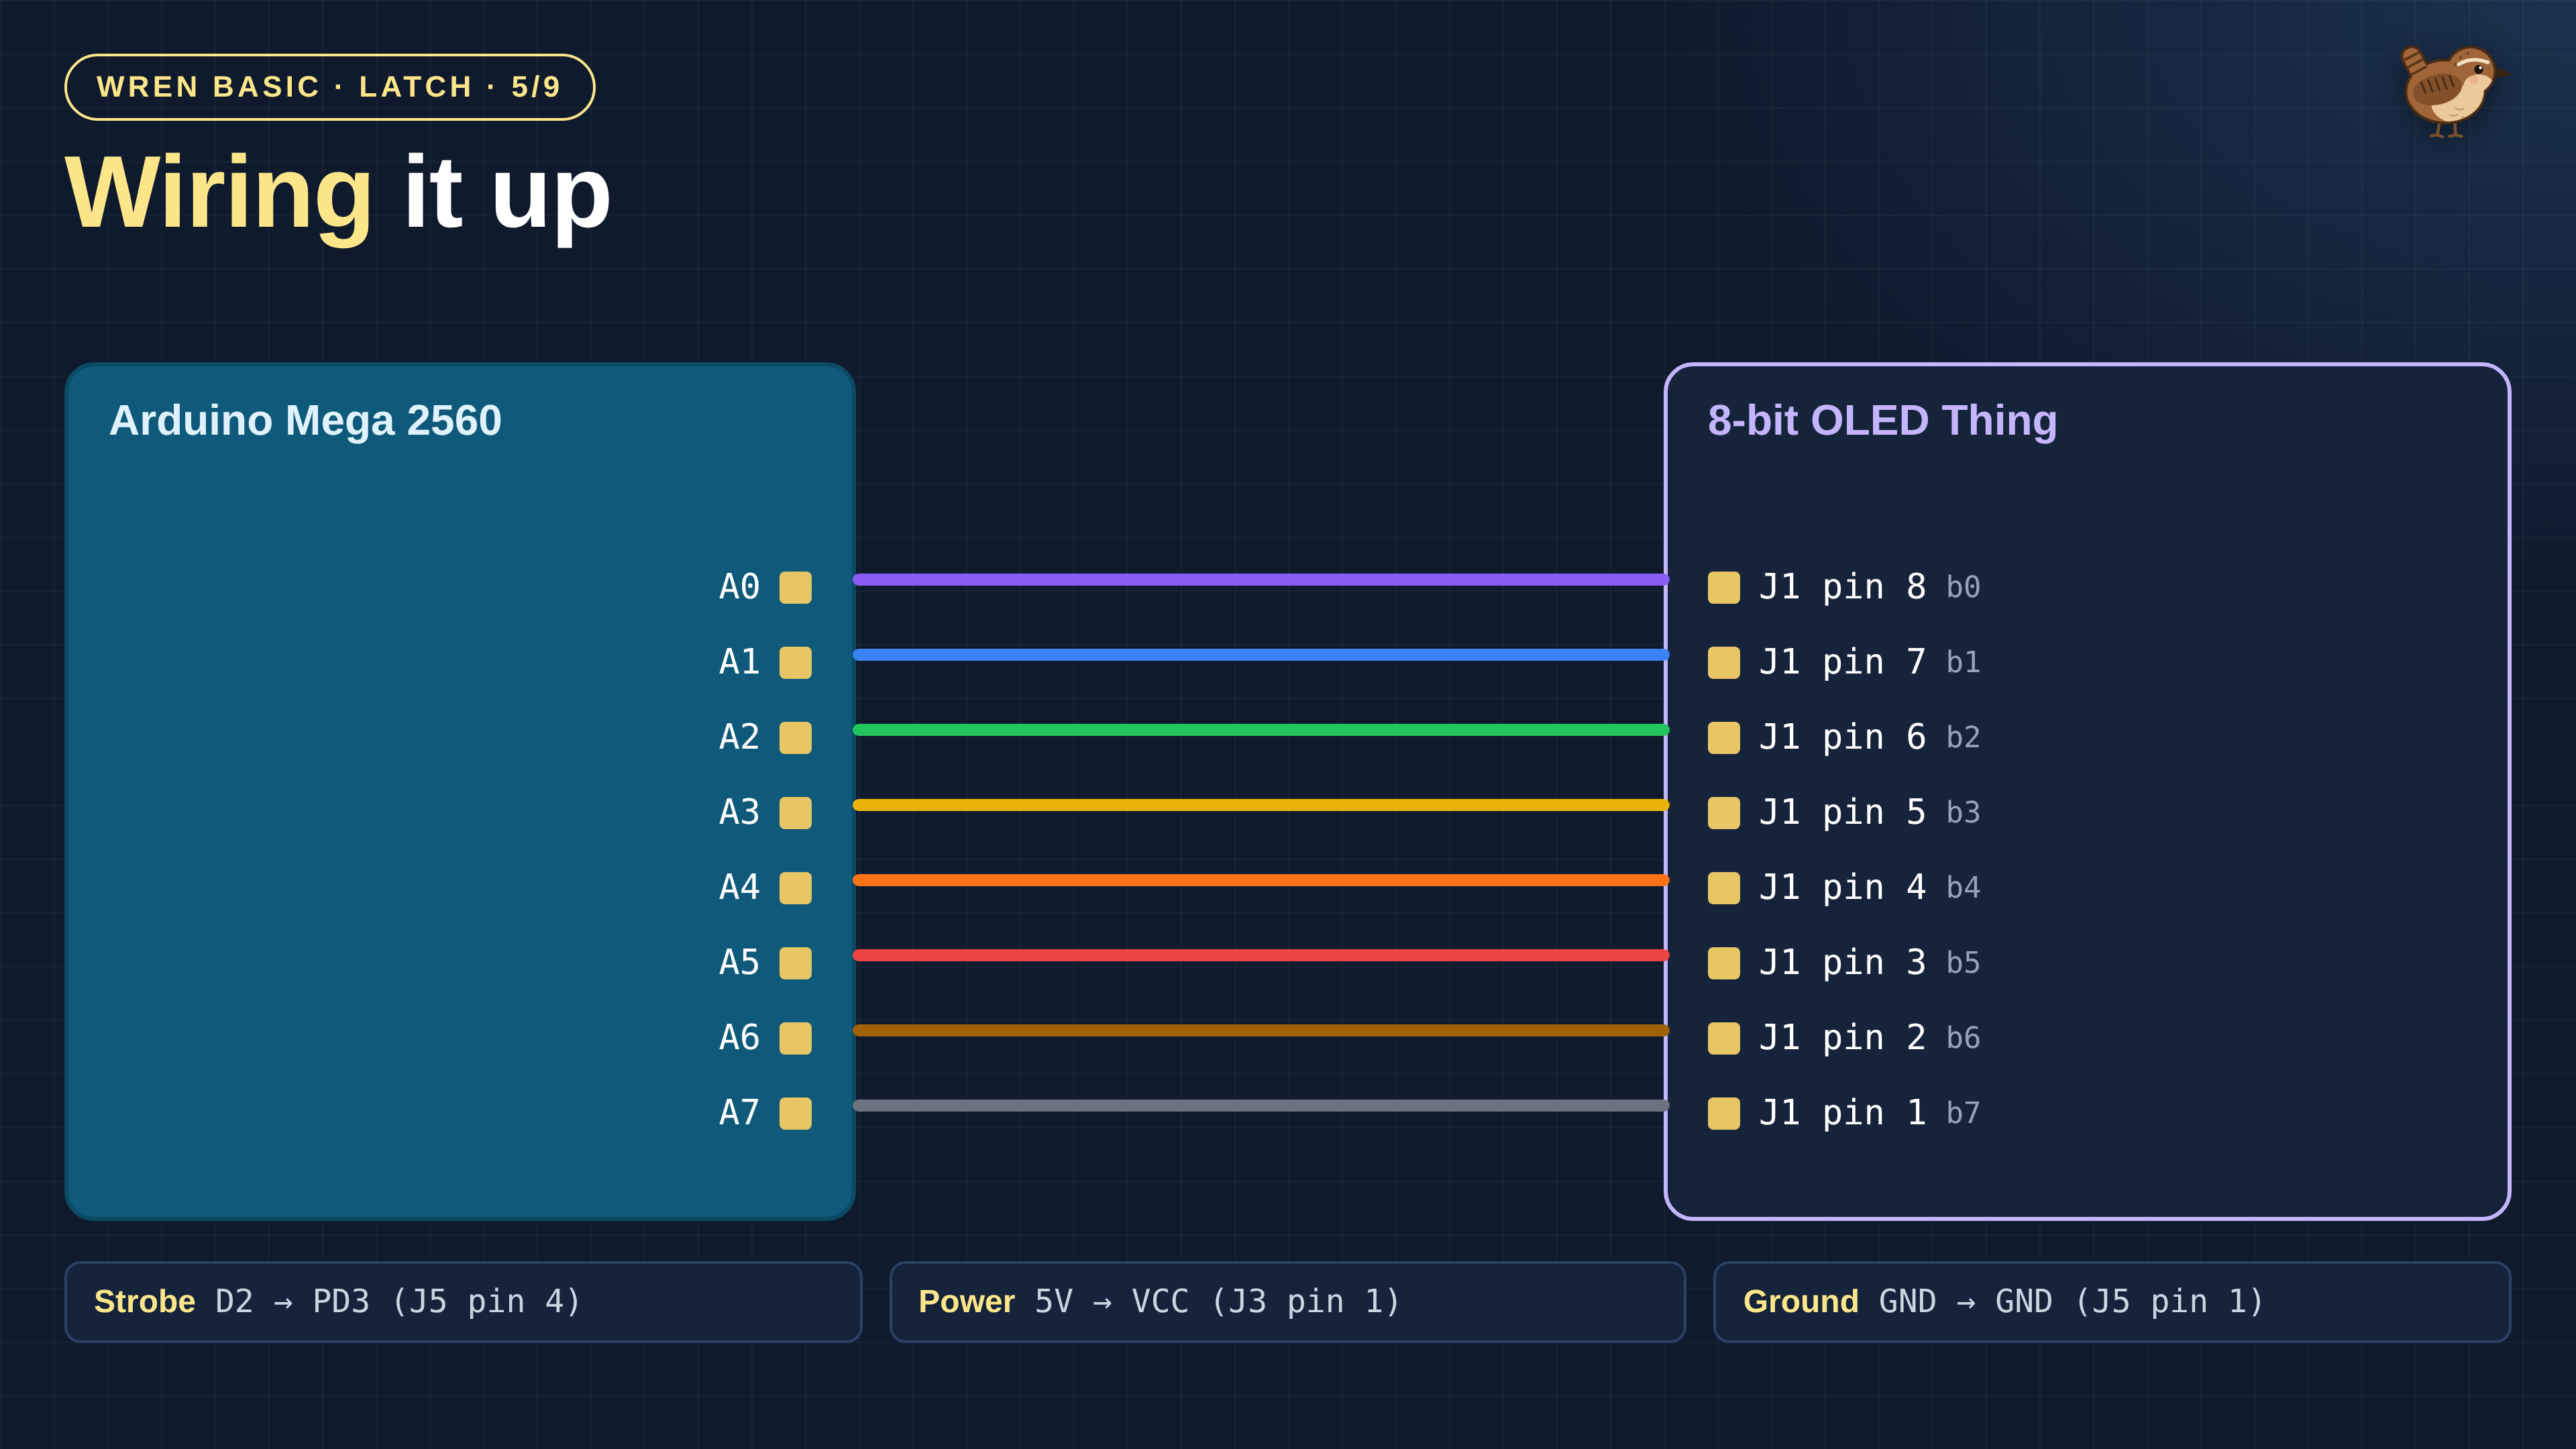 WREN BASIC · LATCH · 5/9
Wiring it up
Arduino Mega 2560
A0
A1
A2
A3
A4
A5
A6
A7
8-bit OLED Thing
J1 pin 8 b0
J1 pin 7 b1
J1 pin 6 b2
J1 pin 5 b3
J1 pin 4 b4
J1 pin 3 b5
J1 pin 2 b6
J1 pin 1 b7
Strobe D2 → PD3 (J5 pin 4)
Power 5V → VCC (J3 pin 1)
Ground GND → GND (J5 pin 1)